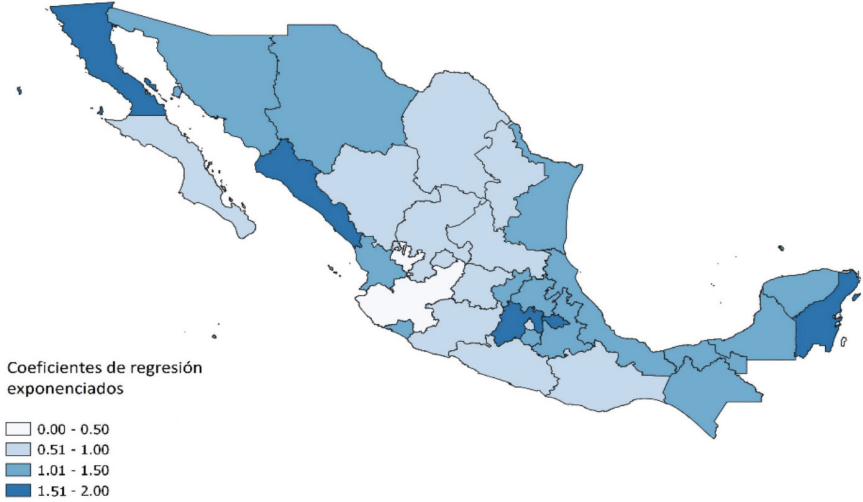 Coeficientes de regresión
exponenciados
0.00 - 0.50
0.51 - 1.00
1.01 - 1.50
1.51 - 2.00